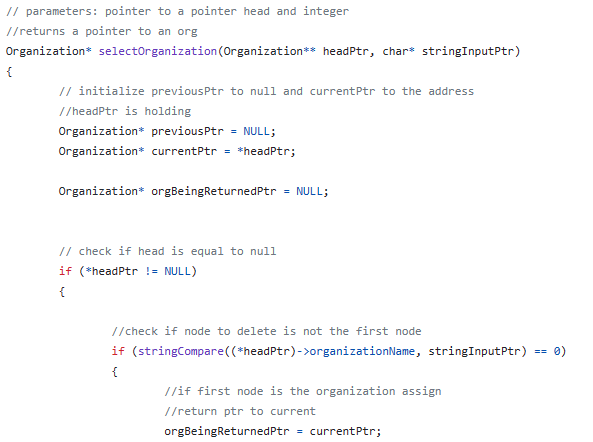 // parameters: pointer to a pointer head and integer
//returns a pointer to an org
Organization* selectOrganization(Organization** headPtr, char* stringInputPtr)
{
// initialize previousPtr to null and currentPtr to the address
//headPtr is holding
Organization* previousPtr = NULL;
Organization* currentPtr = *headPtr;
Organization* orgBeingReturnedPtr = NULL;
// check if head is equal to null
if (*headPtr != NULL)
{
//check if node to delete is not the first node
if (stringCompare((*headPtr)->organizationName, stringInputPtr) == 0)
{
//if first node is the organization assign
//return ptr to current
orgBeingReturnedPtr = currentPtr;